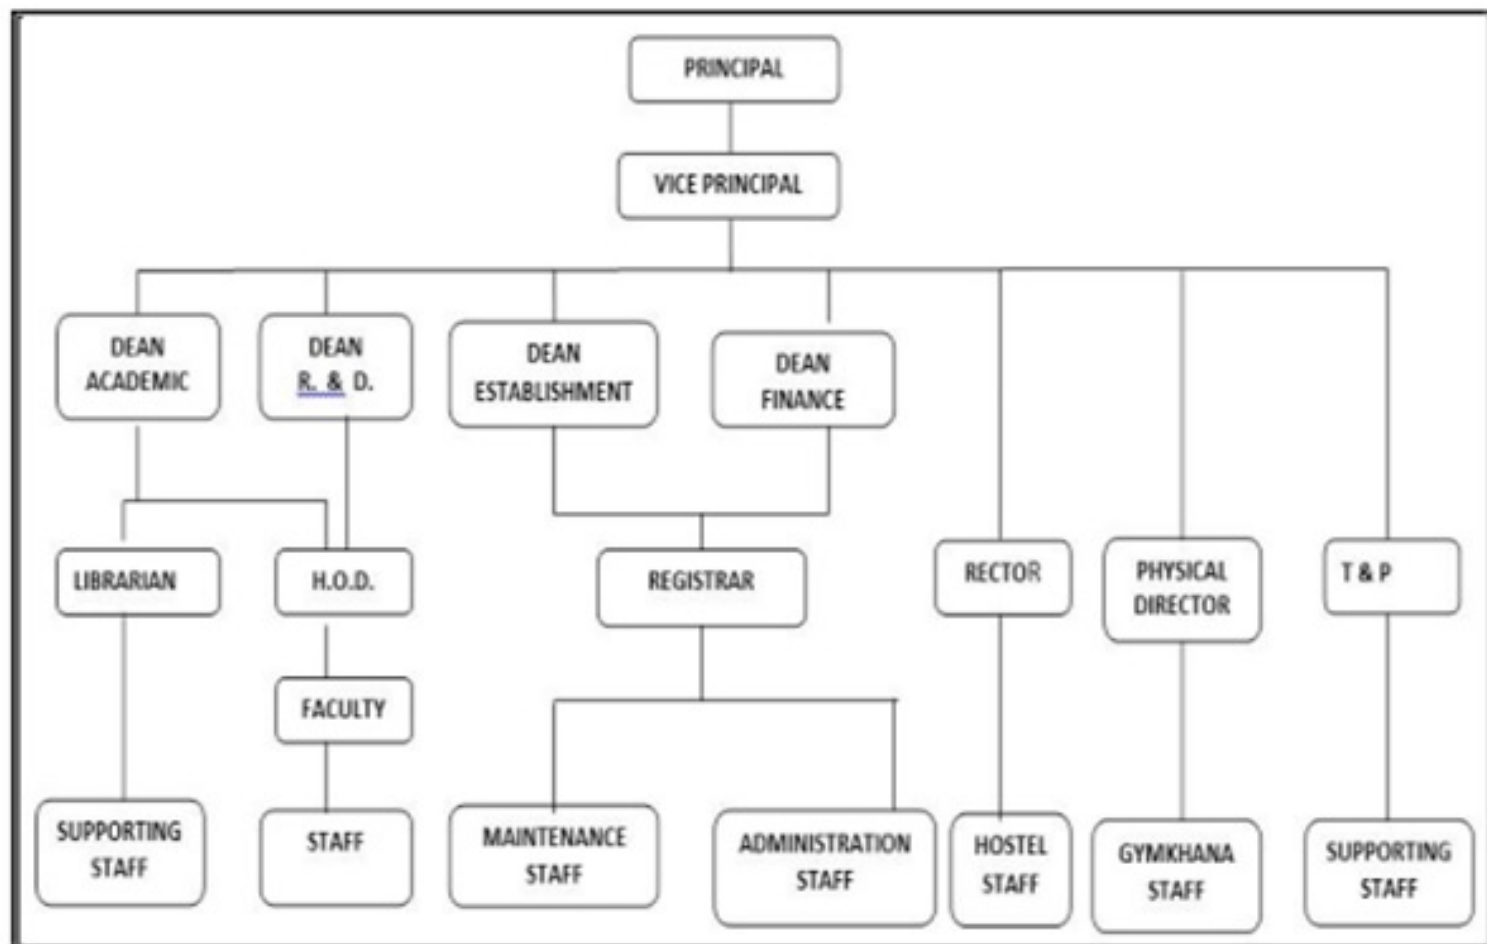 PRINCIPAL
VICE PRINCIPAL
DEAN
ACADEMIC
DEAN
R. & D.
DEAN
ESTABLISHMENT
DEAN
FINANCE
LIBRARIAN
H.O.D.
REGISTRAR
RECTOR
PHYSICAL
DIRECTOR
T & P
FACULTY
SUPPORTING
STAFF
STAFF
MAINTENANCE
STAFF
ADMINISTRATION
STAFF
HOSTEL
STAFF
GYMKHANA
STAFF
SUPPORTING
STAFF